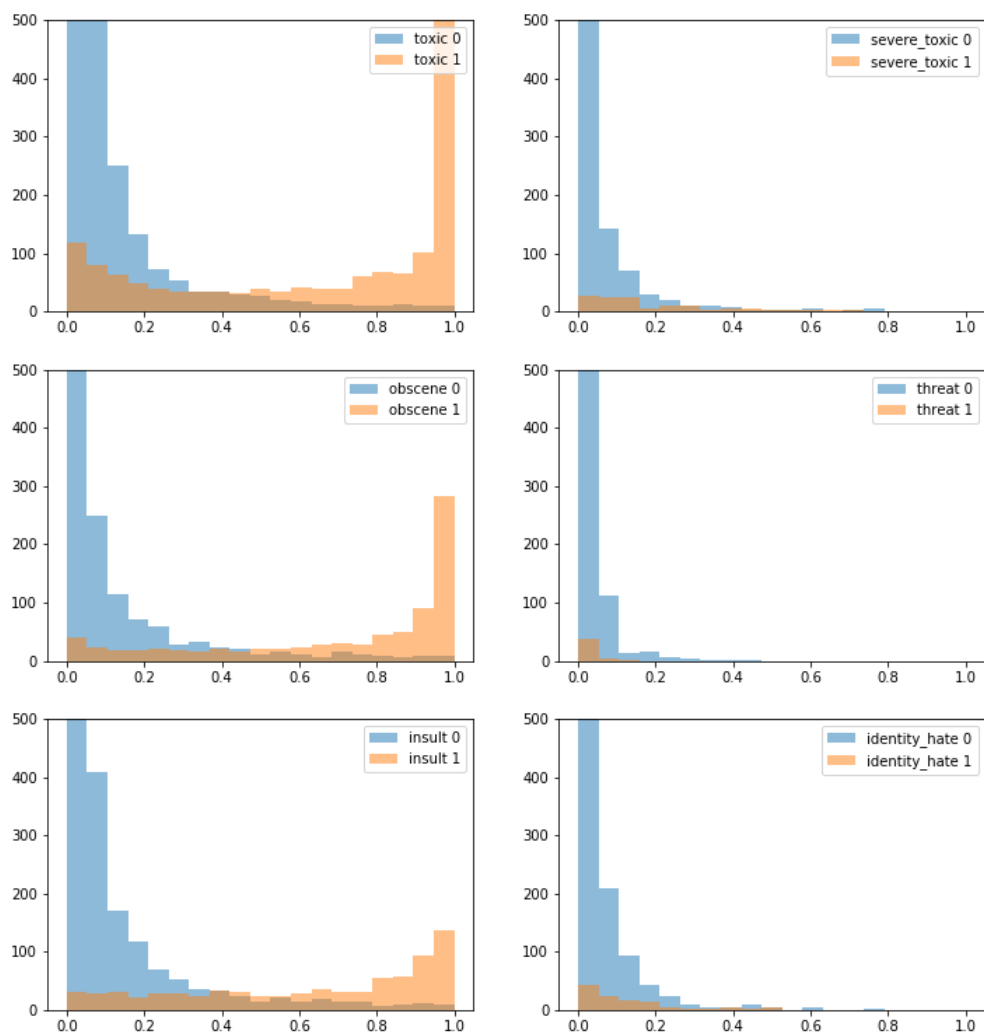 500
400
300
200
100
0
0.0 0.2 0.4 0.6 0.8 1.0
toxic 0
toxic 1
500
400
300
200
100
0
0.0 0.2 0.4 0.6 0.8 1.0
severe_toxic 0
severe_toxic 1
500
400
300
200
100
0
0.0 0.2 0.4 0.6 0.8 1.0
obscene 0
obscene 1
500
400
300
200
100
0
0.0 0.2 0.4 0.6 0.8 1.0
threat 0
threat 1
500
400
300
200
100
0
0.0 0.2 0.4 0.6 0.8 1.0
insult 0
insult 1
500
400
300
200
100
0
0.0 0.2 0.4 0.6 0.8 1.0
identity_hate 0
identity_hate 1